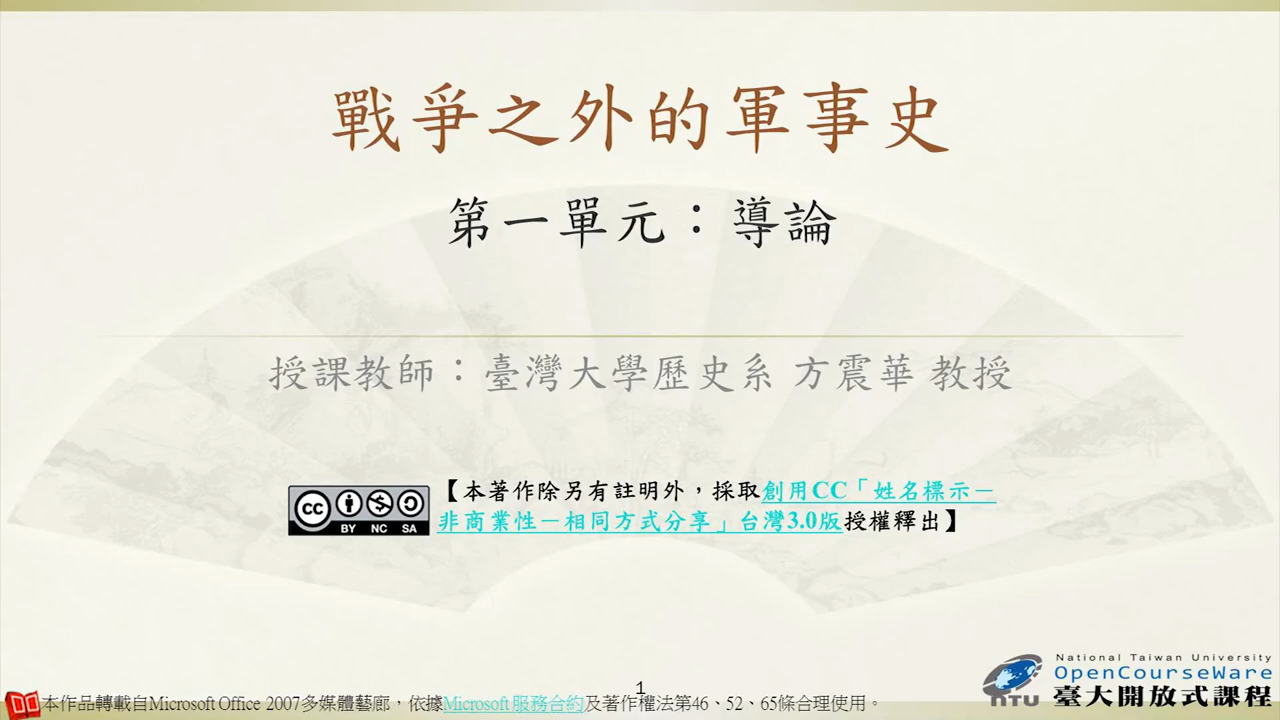 戰爭之外的軍事史
第一單元：導論
授課教師：臺灣大學歷史系 方震華 教授
【本著作除另有註明外，採取創用CC「姓名標示－
非商業性－相同方式分享」台灣3.0版授權釋出】
CC BY NC SA
1
本作品轉載自Microsoft Office 2007多媒體藝廊，依據Microsoft 服務合約及著作權法第46、52、65條合理使用。
National Taiwan University
OpenCourseWare
NTU 臺大開放式課程